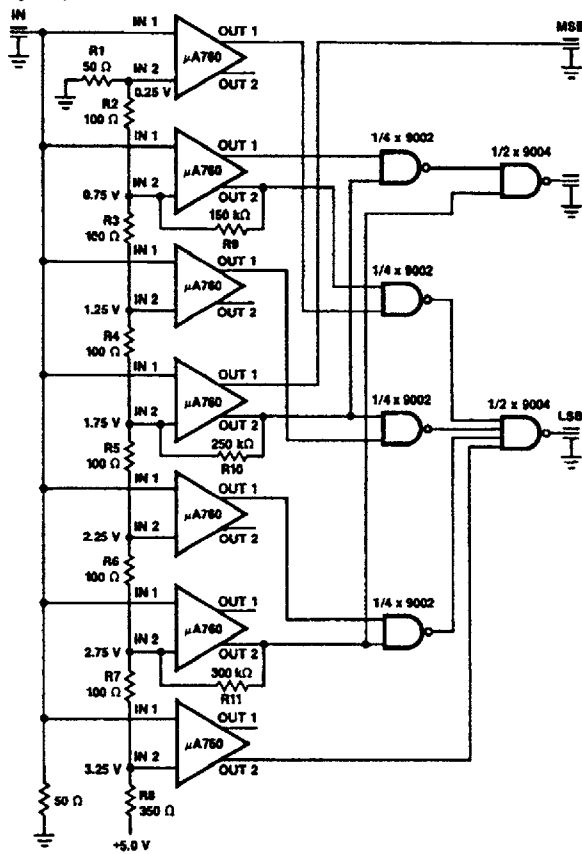 IN
IN 1
OUT 1
MSB
R1
50 Ω
μA760
IN 2
OUT 2
0.25 V
R2
100 Ω
IN 1
OUT 1
1/4 x 9002
1/2 x 9004
μA760
IN 2
OUT 2
0.75 V
150 kΩ
R9
R3
100 Ω
IN 1
OUT 1
1/4 x 9002
μA760
1.25 V
IN 2
OUT 2
R4
100 Ω
IN 1
OUT 1
1/4 x 9002
1/2 x 9004
μA760
LSB
1.75 V
IN 2
OUT 2
250 kΩ
R10
R5
100 Ω
IN 1
OUT 1
μA760
2.25 V
IN 2
OUT 2
R6
100 Ω
IN 1
OUT 1
1/4 x 9002
μA760
IN 2
OUT 2
2.75 V
300 kΩ
R11
R7
100 Ω
IN 1
OUT 1
μA760
IN 2
OUT 2
3.25 V
50 Ω
R8
350 Ω
+5.0 V